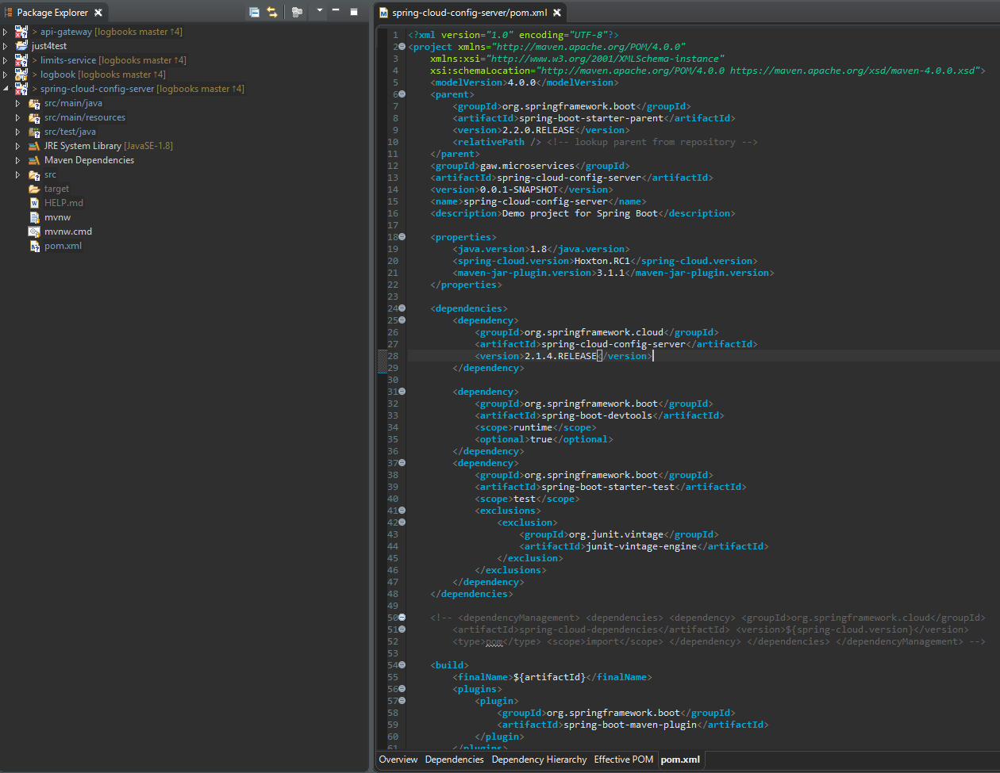 Package Explorer
> api-gateway [logbooks master ↑4]
just4test
> limits-service [logbooks master ↑4]
> logbook [logbooks master ↑4]
> spring-cloud-config-server [logbooks master ↑4]
src/main/java
src/main/resources
src/test/java
JRE System Library [JavaSE-1.8]
Maven Dependencies
src
target
HELP.md
mvnw
mvnw.cmd
pom.xml
spring-cloud-config-server/pom.xml
1 <?xml version="1.0" encoding="UTF-8"?>
2 <project xmlns="http://maven.apache.org/POM/4.0.0"
3 xmlns:xsi="http://www.w3.org/2001/XMLSchema-instance"
4 xsi:schemaLocation="http://maven.apache.org/POM/4.0.0 https://maven.apache.org/xsd/maven-4.0.0.xsd">
5 <modelVersion>4.0.0</modelVersion>
6 <parent>
7 <groupId>org.springframework.boot</groupId>
8 <artifactId>spring-boot-starter-parent</artifactId>
9 <version>2.2.0.RELEASE</version>
10 <relativePath /> <!-- lookup parent from repository -->
11 </parent>
12 <groupId>gaw.microservices</groupId>
13 <artifactId>spring-cloud-config-server</artifactId>
14 <version>0.0.1-SNAPSHOT</version>
15 <name>spring-cloud-config-server</name>
16 <description>Demo project for Spring Boot</description>
17
18 <properties>
19 <java.version>1.8</java.version>
20 <spring-cloud.version>Hoxton.RC1</spring-cloud.version>
21 <maven-jar-plugin.version>3.1.1</maven-jar-plugin.version>
22 </properties>
23
24 <dependencies>
25 <dependency>
26 <groupId>org.springframework.cloud</groupId>
27 <artifactId>spring-cloud-config-server</artifactId>
28 <version>2.1.4.RELEASE</version>
29 </dependency>
30
31 <dependency>
32 <groupId>org.springframework.boot</groupId>
33 <artifactId>spring-boot-devtools</artifactId>
34 <scope>runtime</scope>
35 <optional>true</optional>
36 </dependency>
37 <dependency>
38 <groupId>org.springframework.boot</groupId>
39 <artifactId>spring-boot-starter-test</artifactId>
40 <scope>test</scope>
41 <exclusions>
42 <exclusion>
43 <groupId>org.junit.vintage</groupId>
44 <artifactId>junit-vintage-engine</artifactId>
45 </exclusion>
46 </exclusions>
47 </dependency>
48 </dependencies>
49
50 <!-- <dependencyManagement> <dependencies> <dependency> <groupId>org.springframework.cloud</groupId>
51 <artifactId>spring-cloud-dependencies</artifactId> <version>${spring-cloud.version}</version>
52 <type>pom</type> <scope>import</scope> </dependency> </dependencies> </dependencyManagement> -->
53
54 <build>
55 <finalName>${artifactId}</finalName>
56 <plugins>
57 <plugin>
58 <groupId>org.springframework.boot</groupId>
59 <artifactId>spring-boot-maven-plugin</artifactId>
60 </plugin>
61 </plugins>
Overview Dependencies Dependency Hierarchy Effective POM pom.xml